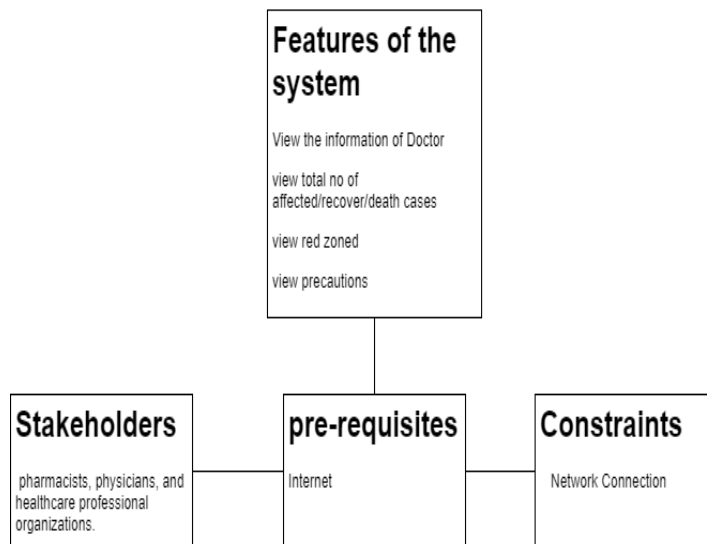 Features of the
system
View the information of Doctor
view total no of
affected/recover/death cases
view red zoned
view precautions
Stakeholders
pharmacists, physicians, and
healthcare professional
organizations.
pre-requisites
Internet
Constraints
Network Connection